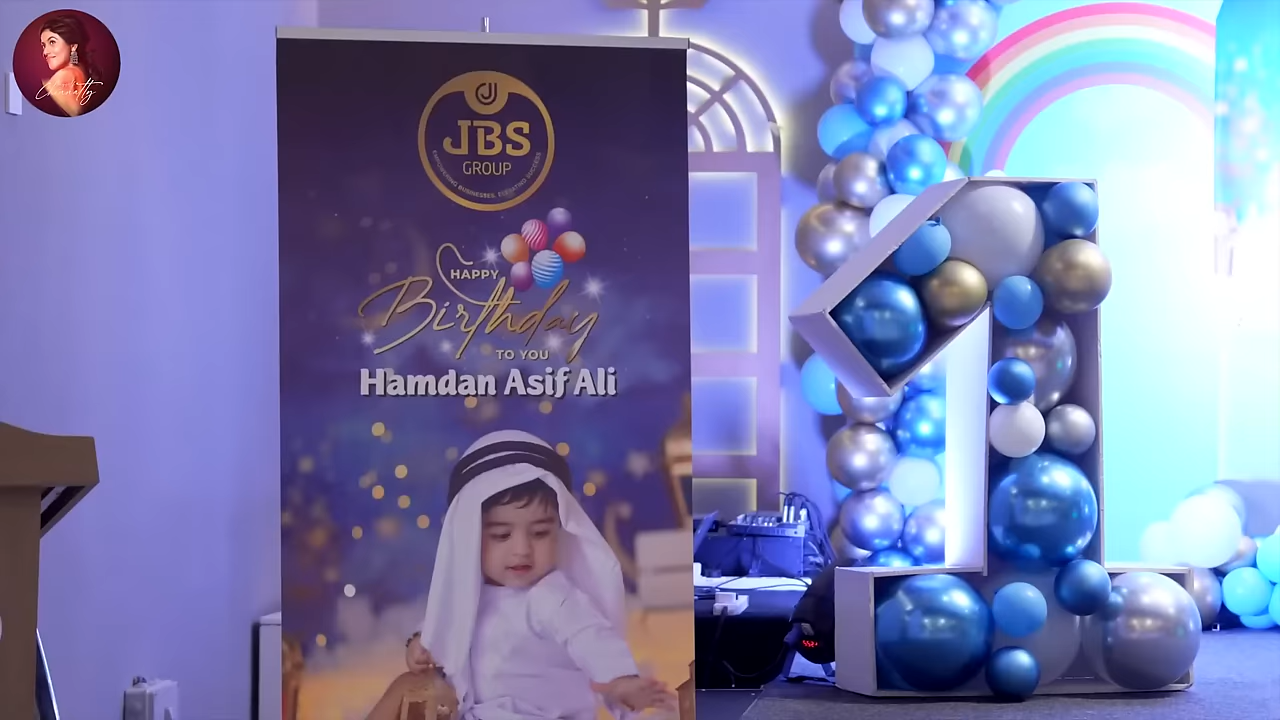 JBS
GROUP
EMPOWERING BUSINESSES, ELEVATING SUCCESS
HAPPY
Birthday
TO YOU
Hamdan Asif Ali